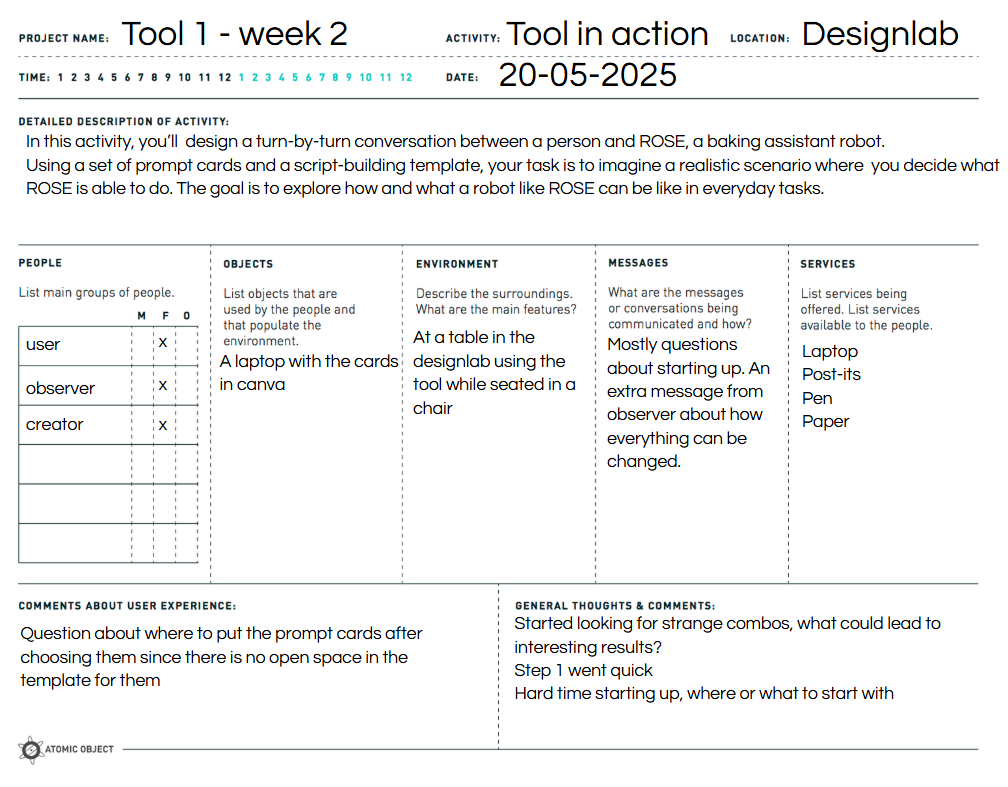 PROJECT NAME: Tool 1 - week 2 ACTIVITY: Tool in action LOCATION: Designlab
TIME: 1 2 3 4 5 6 7 8 9 10 11 12 1 2 3 4 5 6 7 8 9 10 11 12 DATE: 20-05-2025
DETAILED DESCRIPTION OF ACTIVITY:
In this activity, you'll design a turn-by-turn conversation between a person and ROSE, a baking assistant robot.
Using a set of prompt cards and a script-building template, your task is to imagine a realistic scenario where you decide what
ROSE is able to do. The goal is to explore how and what a robot like ROSE can be like in everyday tasks.
PEOPLE
List main groups of people.
M F O
user x
observer x
creator x
OBJECTS
List objects that are
used by the people and
that populate the
environment.
A laptop with the cards
in canva
ENVIRONMENT
Describe the surroundings.
What are the main features?
At a table in the
designlab using the
tool while seated in a
chair
MESSAGES
What are the messages
or conversations being
communicated and how?
Mostly questions
about starting up. An
extra message from
observer about how
everything can be
changed.
SERVICES
List services being
offered. List services
available to the people.
Laptop
Post-its
Pen
Paper
COMMENTS ABOUT USER EXPERIENCE:
Question about where to put the prompt cards after
choosing them since there is no open space in the
template for them
GENERAL THOUGHTS & COMMENTS:
Started looking for strange combos, what could lead to
interesting results?
Step 1 went quick
Hard time starting up, where or what to start with
ATOMIC OBJECT